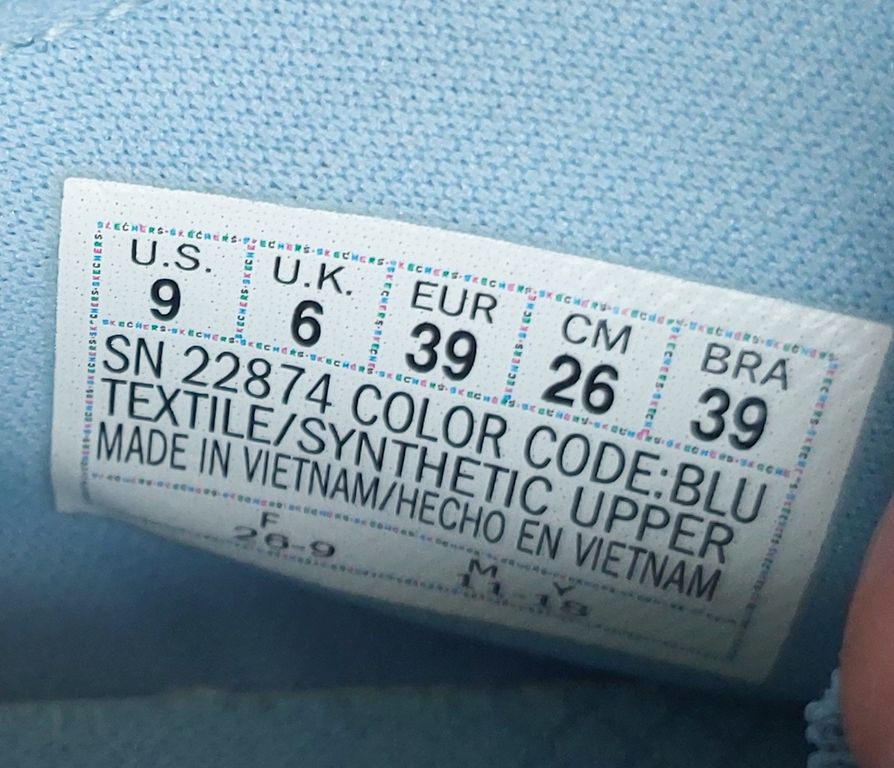 U.S. U.K. EUR CM BRA
9 6 39 26 39
SN 22874 COLOR CODE:BLU
TEXTILE/SYNTHETIC UPPER
MADE IN VIETNAM/HECHO EN VIETNAM
F M Y
26-9 11-18